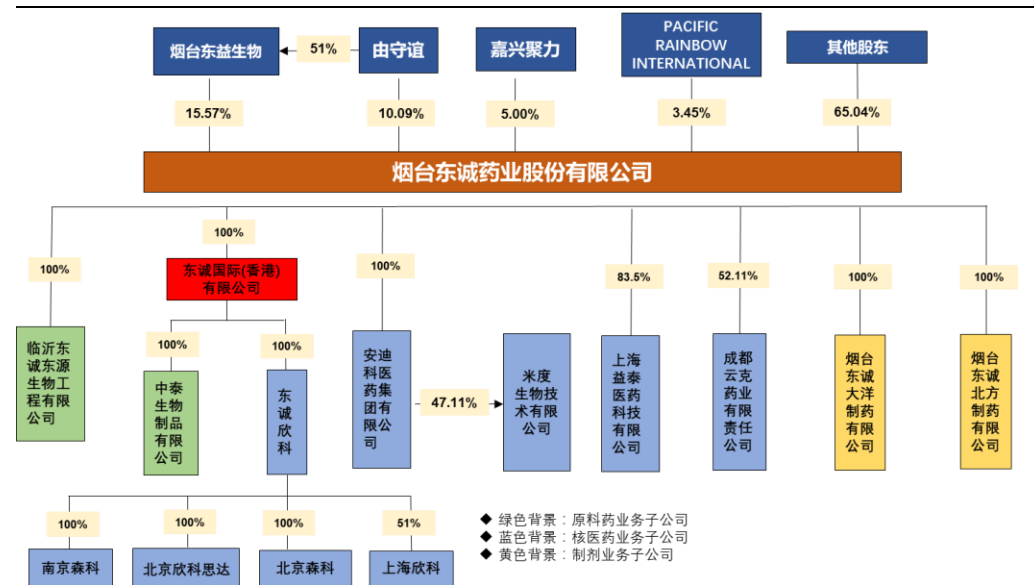 烟台东益生物
51%
由守谊
嘉兴聚力
PACIFIC
RAINBOW
INTERNATIONAL
其他股东
15.57%
10.09%
5.00%
3.45%
65.04%
烟台东诚药业股份有限公司
100%
100%
100%
83.5%
52.11%
100%
100%
东诚国际(香港)
有限公司
临沂东
诚东源
生物工
程有限
公司
100%
100%
中泰
生物
制品
有限
公司
东
诚
欣
科
安迪
科医
药集
团有
限公
司
47.11%
米度
生物技
术有限
公司
上海
益泰
医药
科技
有限
公司
成都
云克
药业
有限
责任
公司
烟台
东诚
大洋
制药
有限
公司
烟台
东诚
北方
制药
有限
公司
100%
100%
100%
51%
南京森科
北京欣科思达
北京森科
上海欣科
◆ 绿色背景：原科药业务子公司
◆ 蓝色背景：核医药业务子公司
◆ 黄色背景：制剂业务子公司